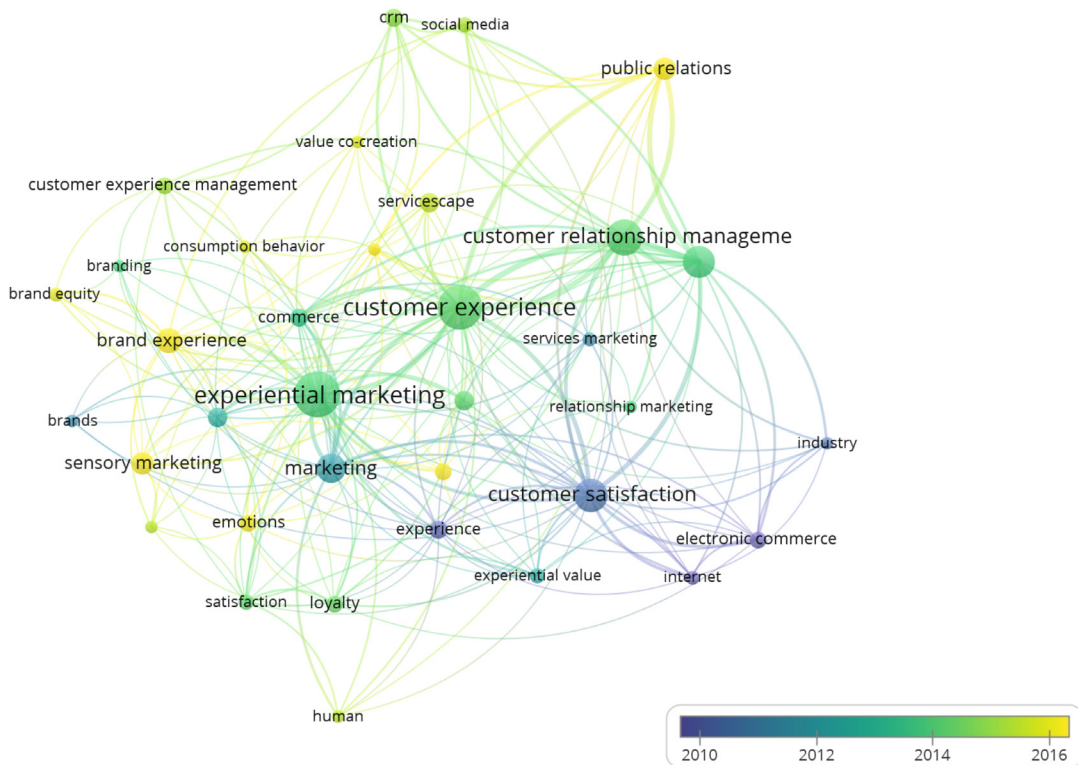 crm
social media
public relations
value co-creation
customer experience management
servicescape
customer relationship manageme
consumption behavior
branding
brand equity
customer experience
commerce
brand experience
services marketing
experiential marketing
relationship marketing
brands
industry
sensory marketing
marketing
customer satisfaction
emotions
experience
electronic commerce
experiential value
internet
satisfaction
loyalty
human
2010
2012
2014
2016